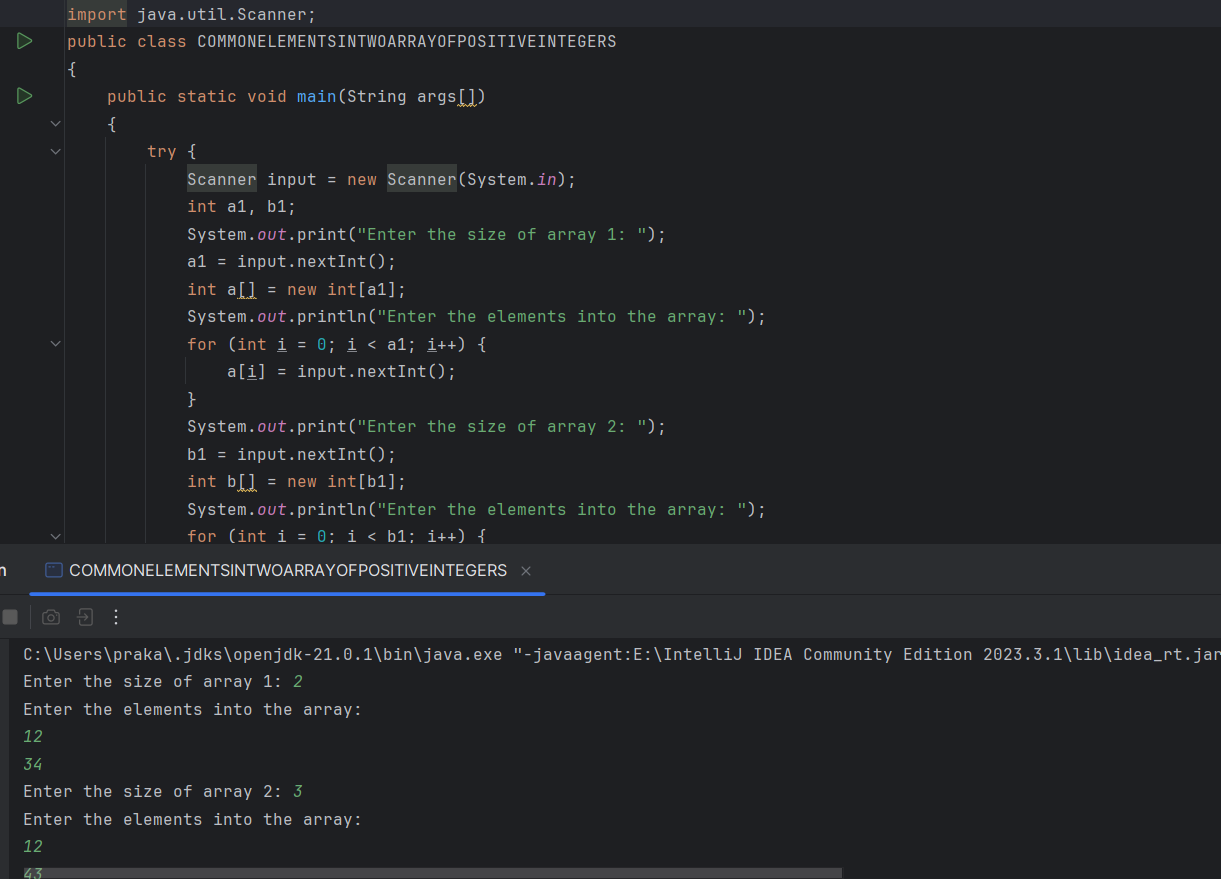 import java.util.Scanner;
public class COMMONELEMENTSINTWOARRAYOFPOSITIVEINTEGERS
{
    public static void main(String args[])
    {
        try {
            Scanner input = new Scanner(System.in);
            int a1, b1;
            System.out.print("Enter the size of array 1: ");
            a1 = input.nextInt();
            int a[] = new int[a1];
            System.out.println("Enter the elements into the array: ");
            for (int i = 0; i < a1; i++) {
                a[i] = input.nextInt();
            }
            System.out.print("Enter the size of array 2: ");
            b1 = input.nextInt();
            int b[] = new int[b1];
            System.out.println("Enter the elements into the array: ");
            for (int i = 0; i < b1; i++) {
n
COMMONELEMENTSINTWOARRAYOFPOSITIVEINTEGERS
C:\Users\praka\.jdks\openjdk-21.0.1\bin\java.exe "-javaagent:E:\IntelliJ IDEA Community Edition 2023.3.1\lib\idea_rt.jar
Enter the size of array 1: 2
Enter the elements into the array:
12
34
Enter the size of array 2: 3
Enter the elements into the array:
12
43